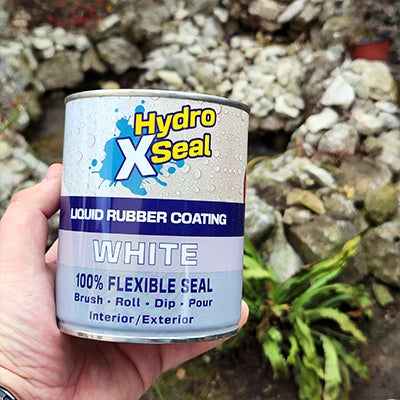 Hydro
X Seal
LIQUID RUBBER COATING
WHITE
100% FLEXIBLE SEAL
Brush · Roll · Dip · Pour
Interior/Exterior